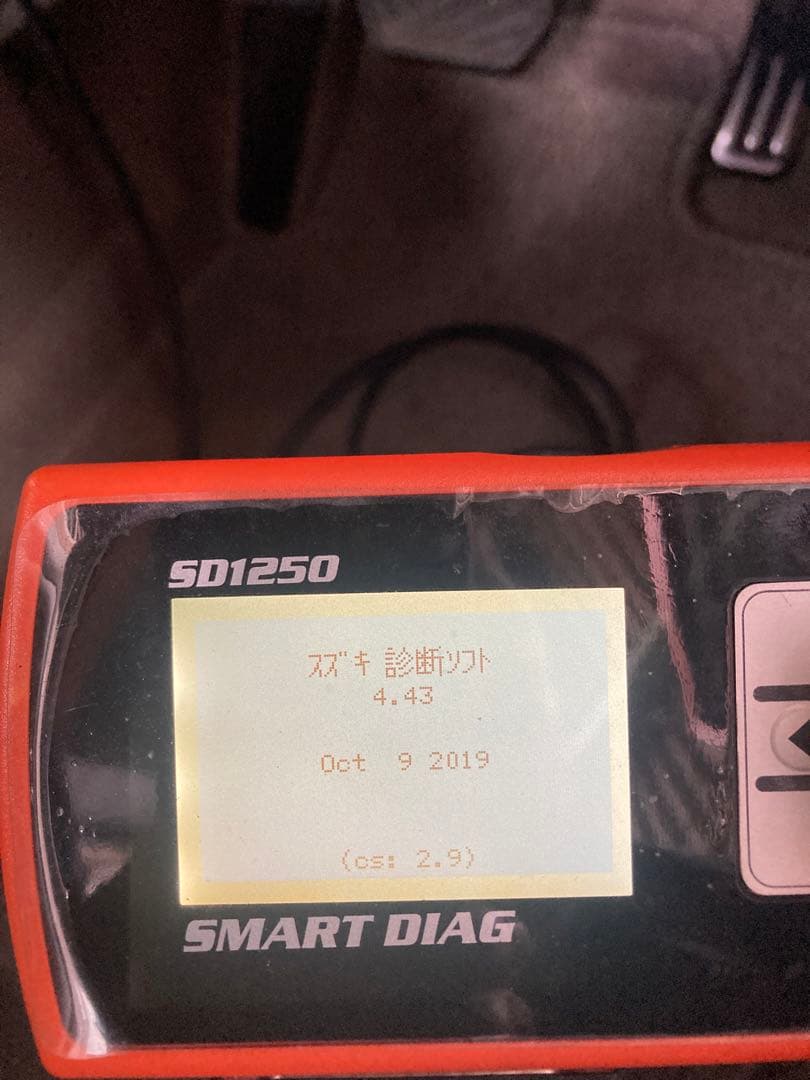 SD1250
スズキ 診断ソフト
4.43
Oct 9 2019
(cs: 2.9)
SMART DIAG